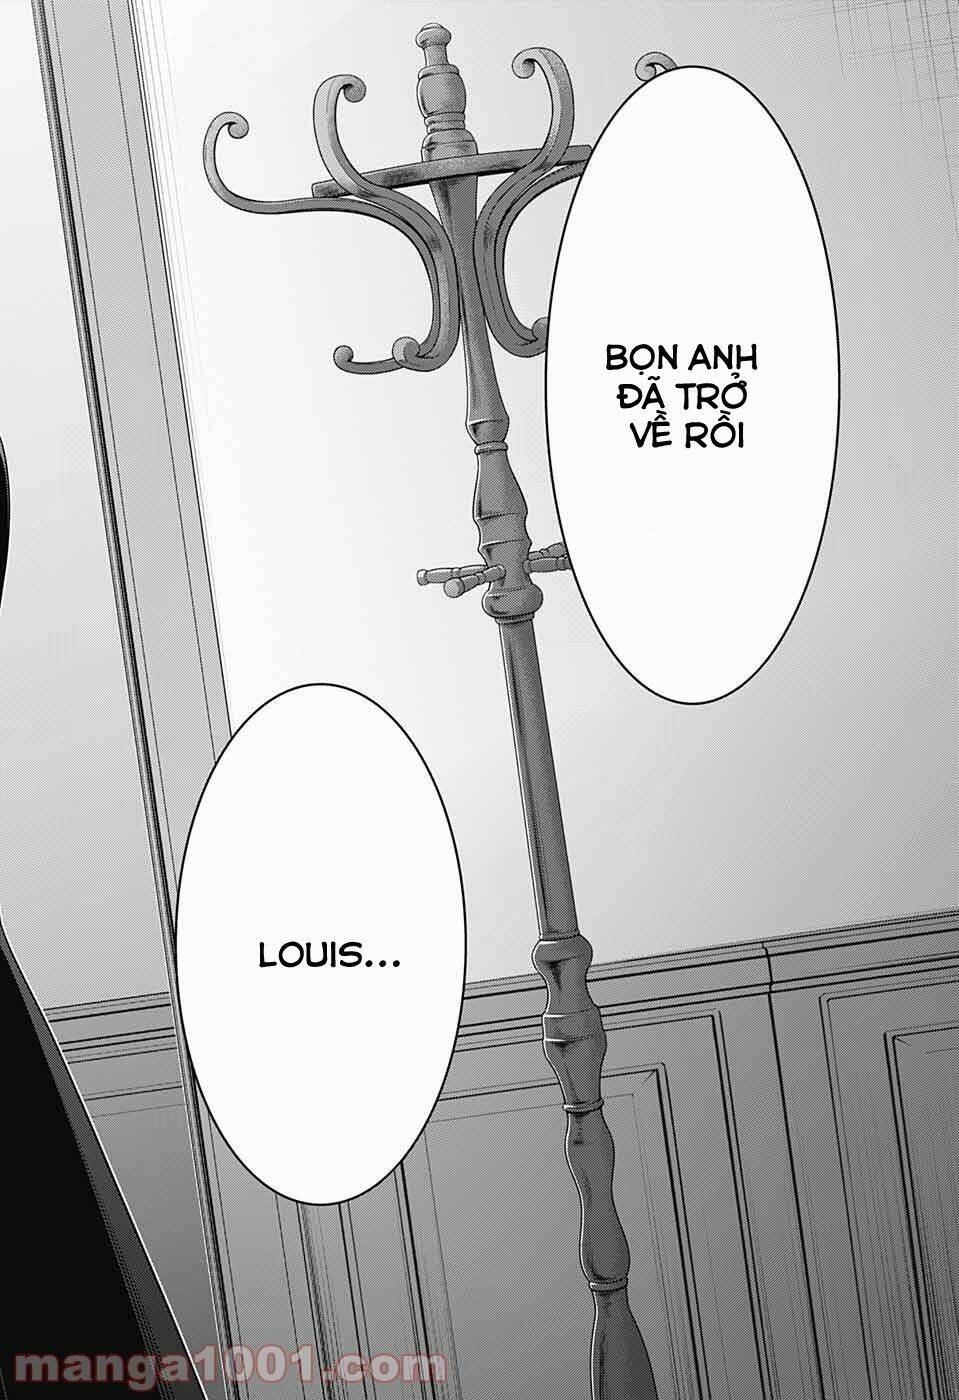 BỌN ANH
ĐÃ TRỞ
VỀ RỒI
LOUIS...
manga1001.com